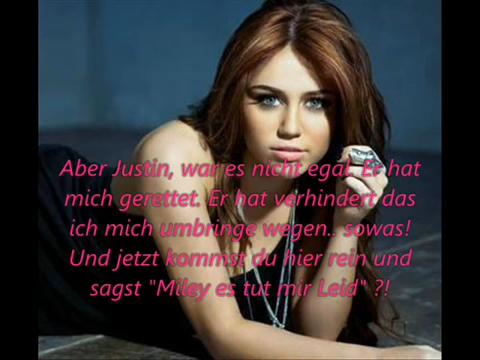 Aber Justin, war es nicht egal. Er hat
mich gerettet. Er hat verhindert das
ich mich umbringe wegen.. sowas!
Und jetzt kommst du hier rein und
sagst "Miley es tut mir Leid" ?!